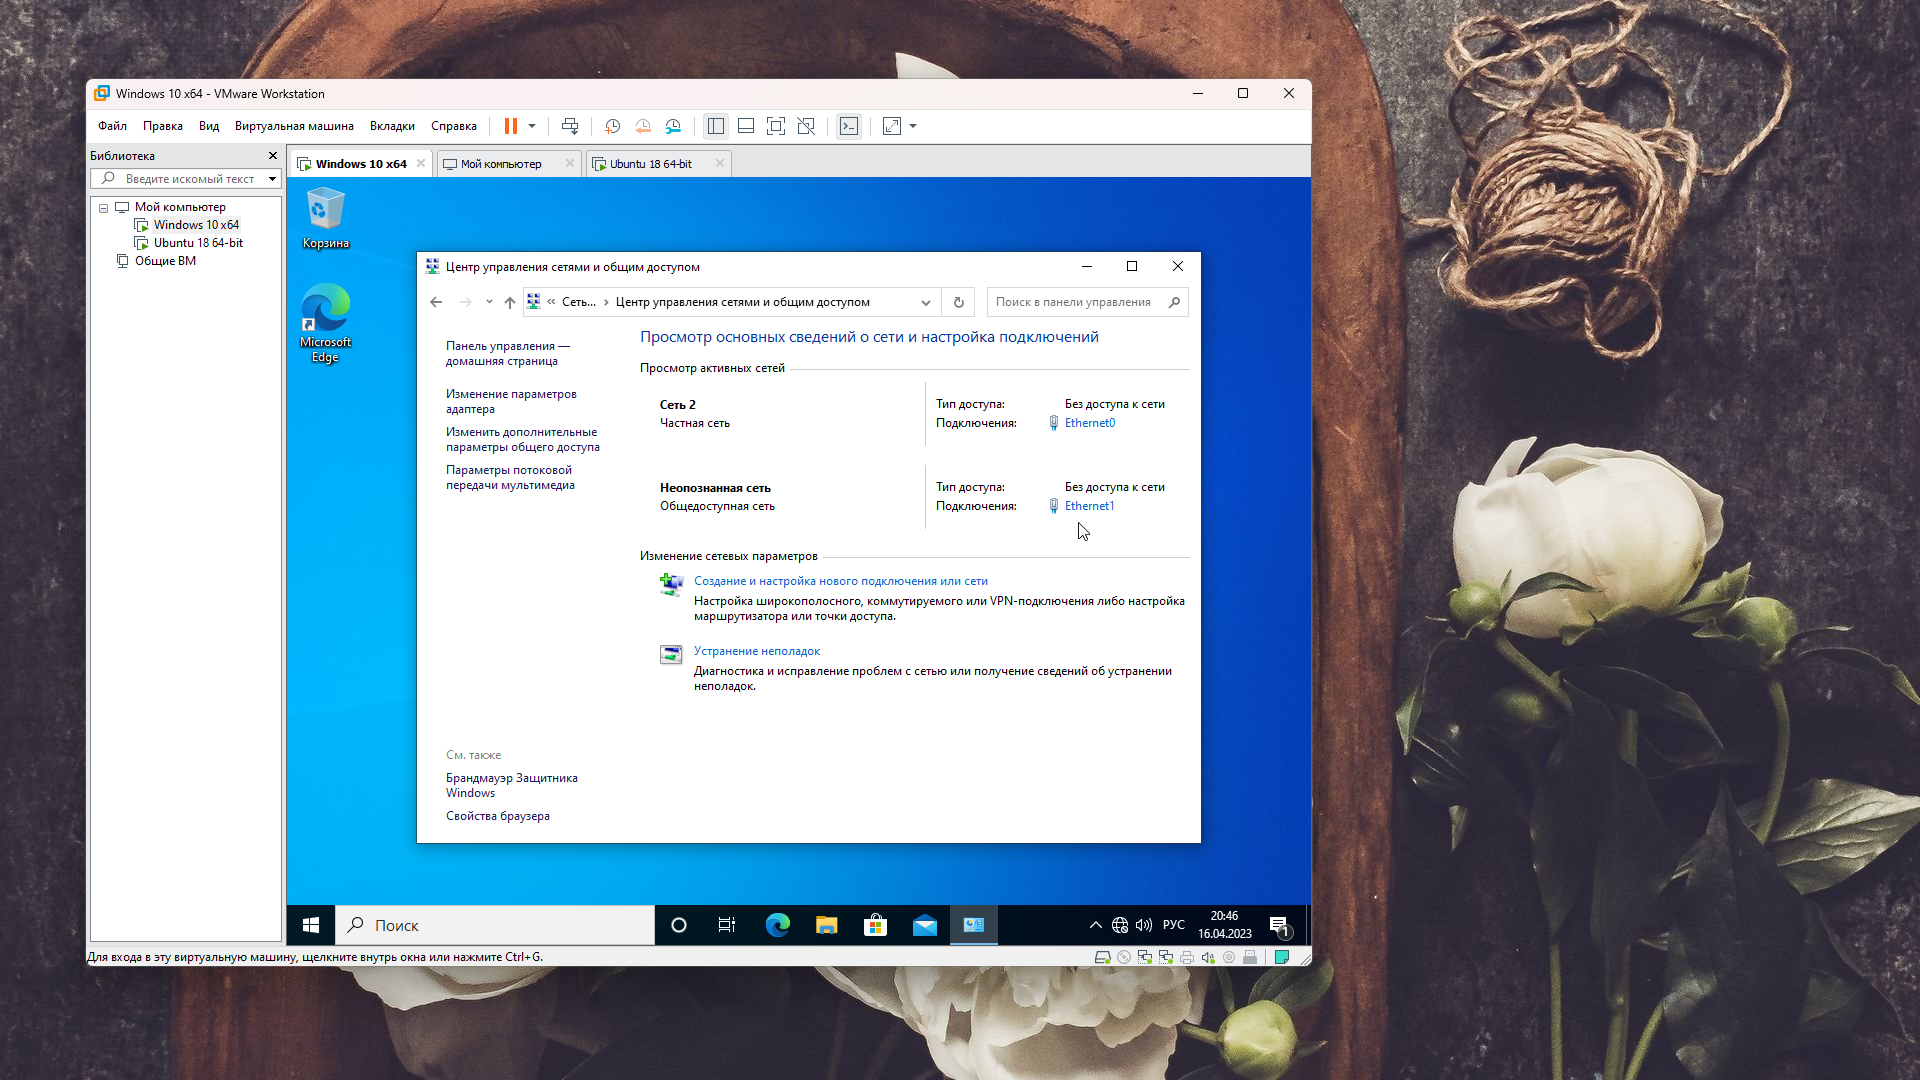 Windows 10 x64 - VMware Workstation
Файл Правка Вид Виртуальная машина Вкладки Справка
Библиотека
Введите искомый текст
Мой компьютер
Windows 10 x64
Ubuntu 18 64-bit
Общие ВМ
Windows 10 x64 Мой компьютер Ubuntu 18 64-bit
Корзина
Microsoft
Edge
Центр управления сетями и общим доступом
Сеть... Центр управления сетями и общим доступом
Поиск в панели управления
Панель управления —
домашняя страница
Изменение параметров
адаптера
Изменить дополнительные
параметры общего доступа
Параметры потоковой
передачи мультимедиа
Просмотр основных сведений о сети и настройка подключений
Просмотр активных сетей
Сеть 2
Частная сеть
Тип доступа: Без доступа к сети
Подключения: Ethernet0
Неопознанная сеть
Общедоступная сеть
Тип доступа: Без доступа к сети
Подключения: Ethernet1
Изменение сетевых параметров
Создание и настройка нового подключения или сети
Настройка широкополосного, коммутируемого или VPN-подключения либо настройка
маршрутизатора или точки доступа.
Устранение неполадок
Диагностика и исправление проблем с сетью или получение сведений об устранении
неполадок.
См. также
Брандмауэр Защитника
Windows
Свойства браузера
Поиск
РУС
20:46
16.04.2023
1
Для входа в эту виртуальную машину, щелкните внутрь окна или нажмите Ctrl+G.